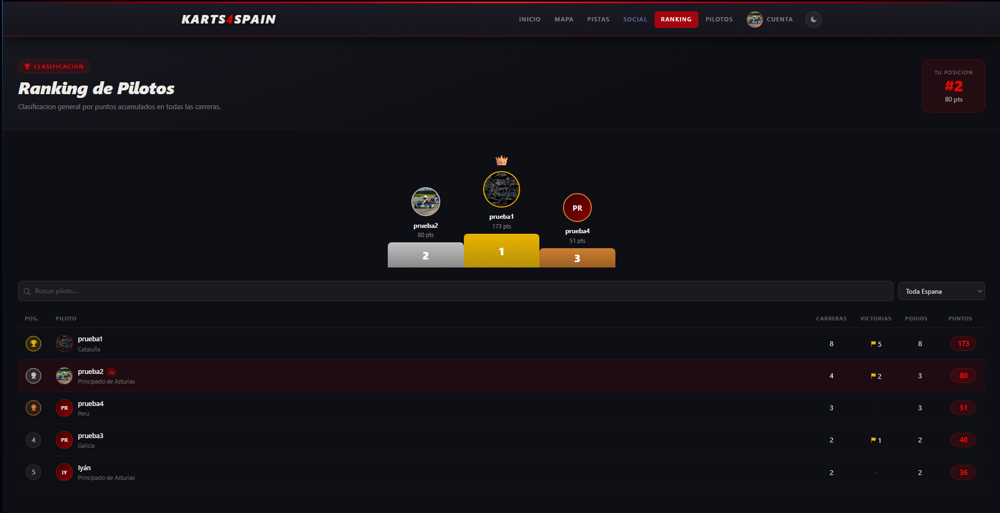 KARTS4SPAIN
INICIO MAPA PISTAS SOCIAL RANKING PILOTOS CUENTA
CLASIFICACION
Ranking de Pilotos
Clasificacion general por puntos acumulados en todas las carreras.
TU POSICION
#2
80 pts
prueba2
80 pts
2
prueba1
173 pts
1
PR
prueba4
51 pts
3
Buscar piloto...
Toda Espana
POS. PILOTO CARRERAS VICTORIAS PODIOS PUNTOS
prueba1
Cataluña
8 5 8 173
prueba2 tu
Principado de Asturias
4 2 3 80
PR prueba4
Peru
3 - 3 51
4 PR prueba3
Galicia
2 1 2 40
5 IY Iyán
Principado de Asturias
2 - 2 36